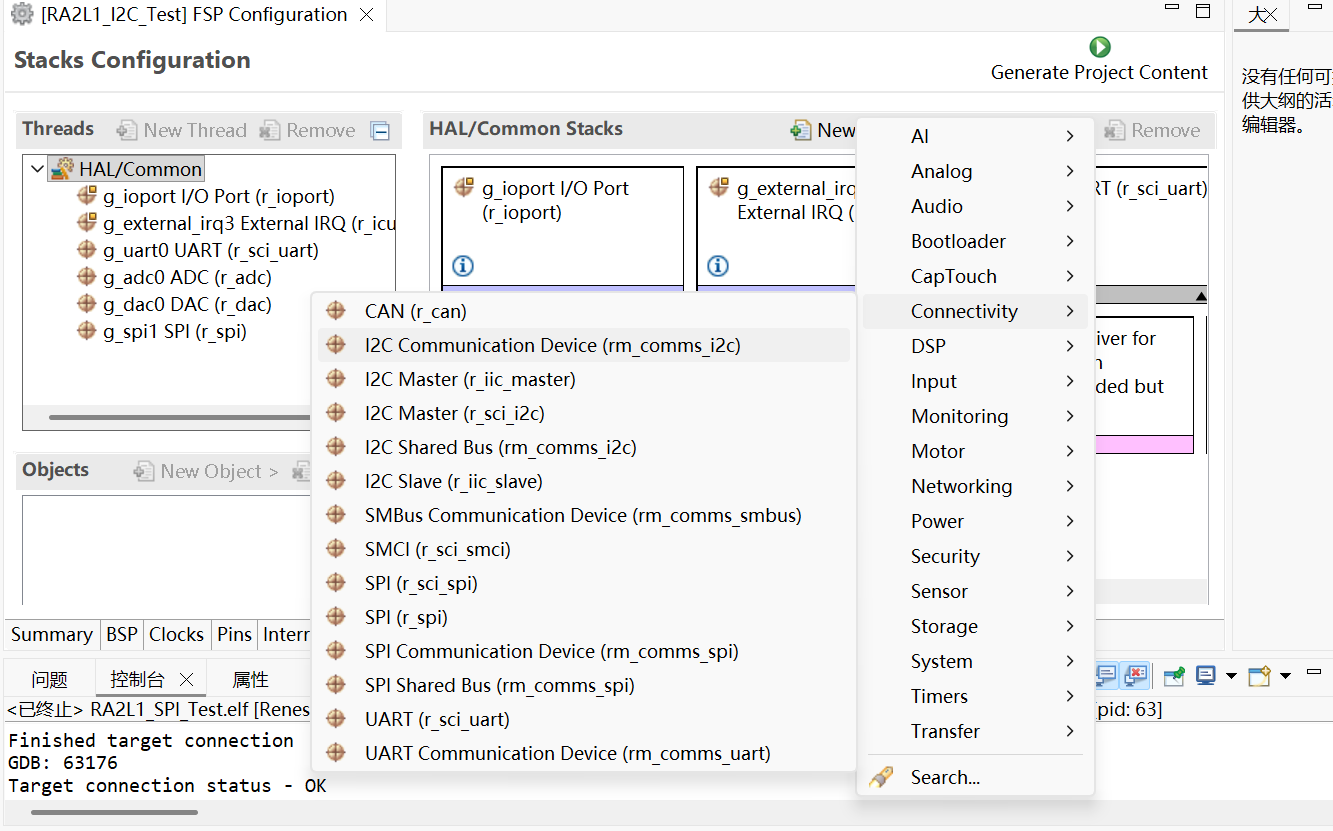 [RA2L1_I2C_Test] FSP Configuration
大
Stacks Configuration
Generate Project Content
没有任何可
供大纲的活
编辑器。
Threads
New Thread
Remove
HAL/Common Stacks
New
Remove
HAL/Common
g_ioport I/O Port (r_ioport)
g_external_irq3 External IRQ (r_icu
g_uart0 UART (r_sci_uart)
g_adc0 ADC (r_adc)
g_dac0 DAC (r_dac)
g_spi1 SPI (r_spi)
g_ioport I/O Port
(r_ioport)
g_external_irq
External IRQ (
RT (r_sci_uart)
iver for
n
ded but
AI
Analog
Audio
Bootloader
CapTouch
Connectivity
DSP
Input
Monitoring
Motor
Networking
Power
Security
Sensor
Storage
System
Timers
Transfer
Search...
CAN (r_can)
I2C Communication Device (rm_comms_i2c)
I2C Master (r_iic_master)
I2C Master (r_sci_i2c)
I2C Shared Bus (rm_comms_i2c)
I2C Slave (r_iic_slave)
SMBus Communication Device (rm_comms_smbus)
SMCI (r_sci_smci)
SPI (r_sci_spi)
SPI (r_spi)
SPI Communication Device (rm_comms_spi)
SPI Shared Bus (rm_comms_spi)
UART (r_sci_uart)
UART Communication Device (rm_comms_uart)
Objects
New Object >
Summary
BSP
Clocks
Pins
Interr
问题
控制台
属性
<已终止> RA2L1_SPI_Test.elf [Renes
[pid: 63]
Finished target connection
GDB: 63176
Target connection status - OK